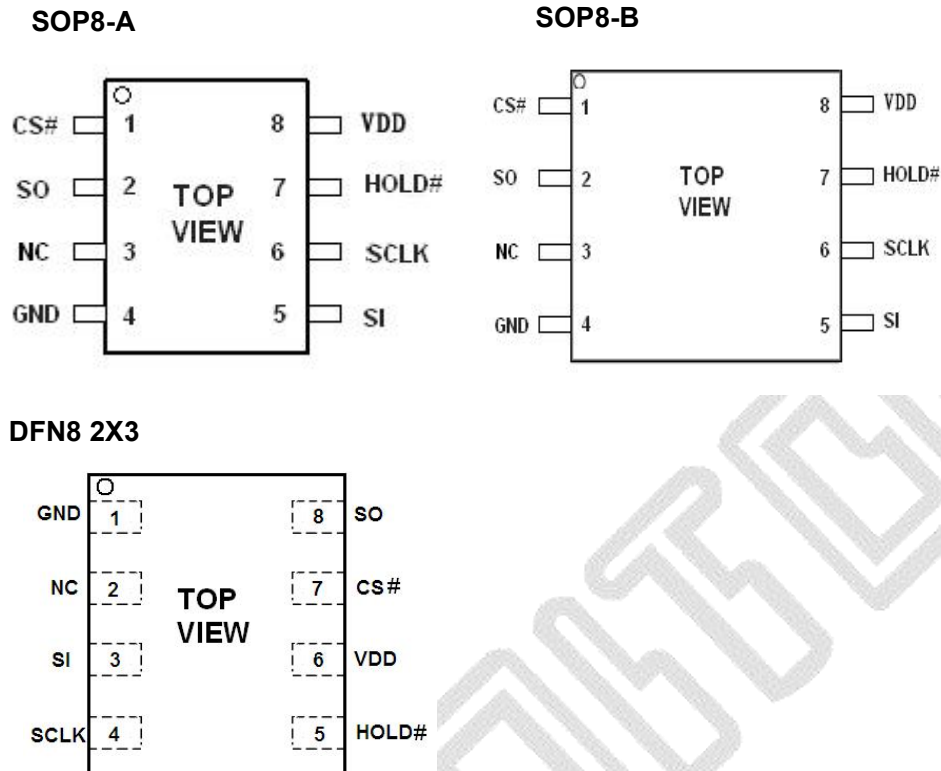 SOP8-A
CS# 1 8 VDD
SO 2 7 HOLD#
TOP
VIEW
NC 3 6 SCLK
GND 4 5 SI
SOP8-B
CS# 1 8 VDD
SO 2 7 HOLD#
TOP
VIEW
NC 3 6 SCLK
GND 4 5 SI
DFN8 2X3
GND 1 8 SO
NC 2 7 CS#
TOP
VIEW
SI 3 6 VDD
SCLK 4 5 HOLD#